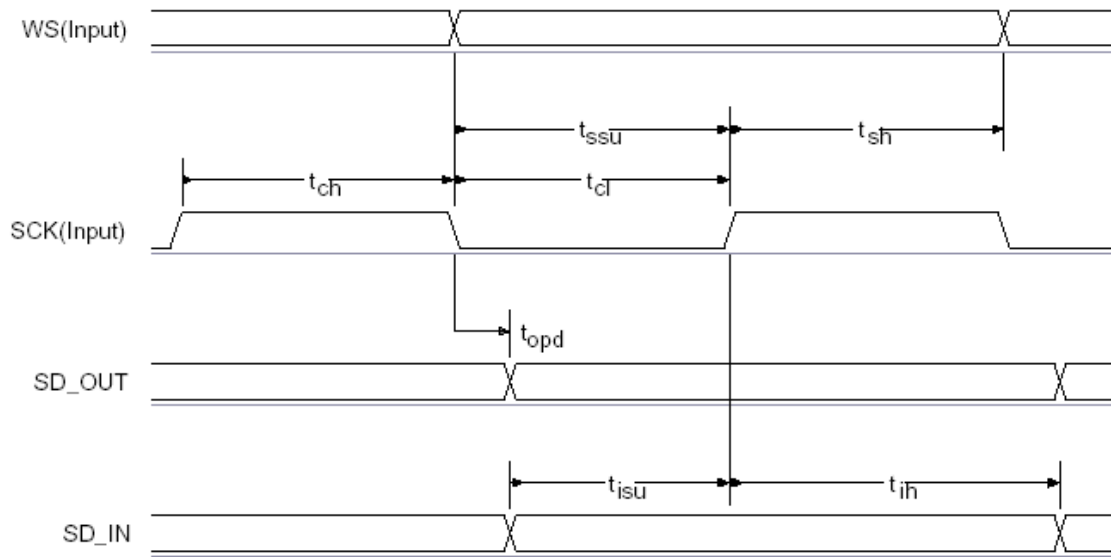 WS(Input)
tssu
tsh
tch
tcl
SCK(Input)
topd
SD_OUT
tisu
tih
SD_IN